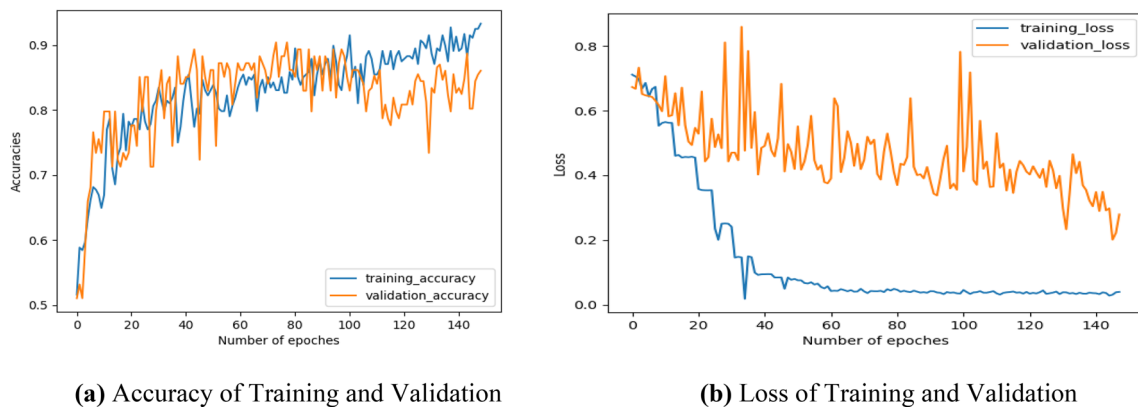 0.9
0.8
0.7
0.6
0.5
Accuracies
0 20 40 60 80 100 120 140
Number of epoches
training_accuracy
validation_accuracy
(a) Accuracy of Training and Validation
0.8
0.6
0.4
0.2
0.0
Loss
0 20 40 60 80 100 120 140
Number of epoches
training_loss
validation_loss
(b) Loss of Training and Validation